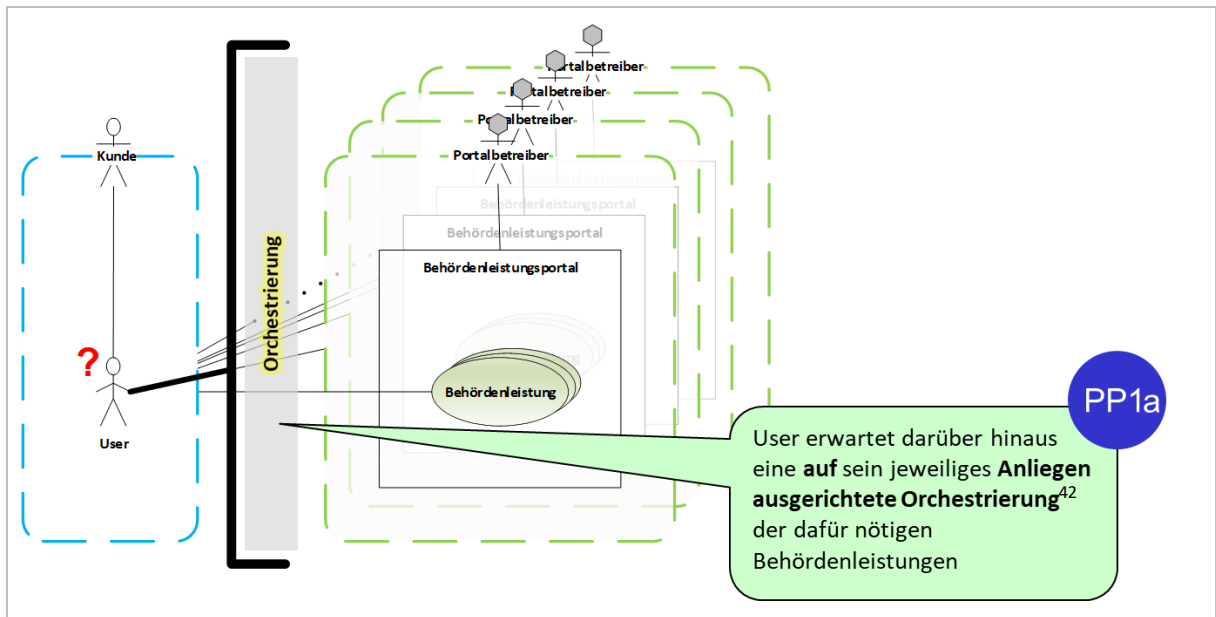 Portalbetreiber
Portalbetreiber
Portalbetreiber
Portalbetreiber
Kunde
Behördenleistungsportal
Behördenleistungsportal
Behördenleistungsportal
Behördenleistungsportal
Orchestrierung
?
Behördenleistung
User
PP1a
User erwartet darüber hinaus
eine auf sein jeweiliges Anliegen
ausgerichtete Orchestrierung42
der dafür nötigen
Behördenleistungen